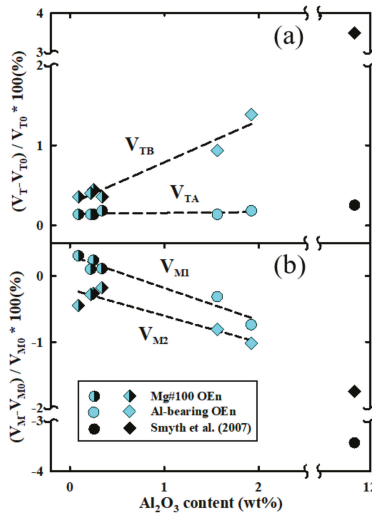 4
3
2
1
0
(a)
V_TB
V_TA
(V_T−V_T0) / V_T0 * 100(%)
(b)
V_M1
V_M2
0
-1
-2
-3
-4
(V_M−V_M0) / V_M0 * 100(%)
Mg#100 OEn
Al-bearing OEn
Smyth et al. (2007)
0 1 2 12
Al₂O₃ content (wt%)